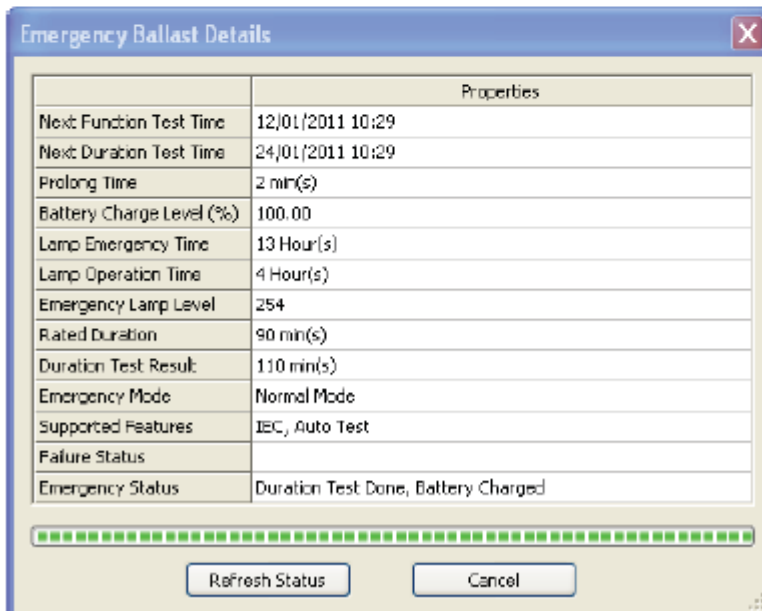 Emergency Ballast Details
Properties
Next Function Test Time 12/01/2011 10:29
Next Duration Test Time 24/01/2011 10:29
Prolong Time 2 min(s)
Battery Charge Level (%) 100.00
Lamp Emergency Time 13 Hour(s)
Lamp Operation Time 4 Hour(s)
Emergency Lamp Level 254
Rated Duration 90 min(s)
Duration Test Result 110 min(s)
Emergency Mode Normal Mode
Supported Features IEC, Auto Test
Failure Status
Emergency Status Duration Test Done, Battery Charged
Refresh Status Cancel